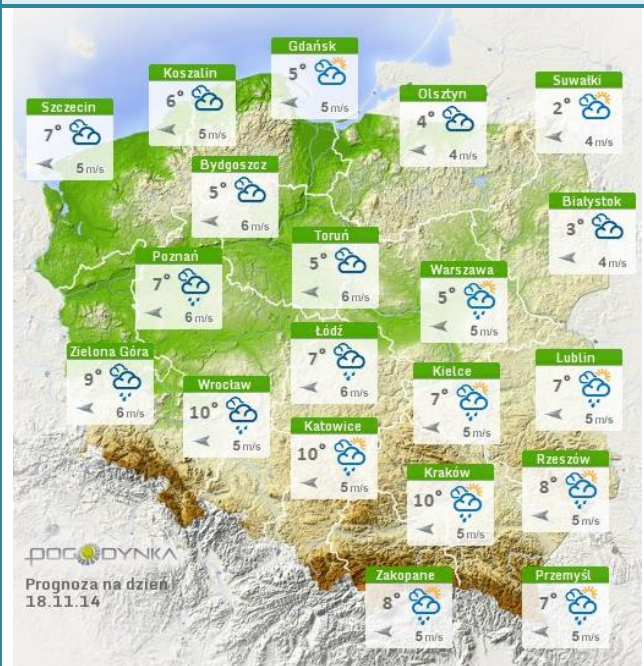 Gdańsk
5°
5 m/s
Koszalin
6°
5 m/s
Suwałki
2°
4 m/s
Olsztyn
4°
4 m/s
Szczecin
7°
5 m/s
Bydgoszcz
5°
6 m/s
Białystok
3°
4 m/s
Toruń
5°
6 m/s
Poznań
7°
6 m/s
Warszawa
5°
5 m/s
Łódź
7°
6 m/s
Zielona Góra
9°
6 m/s
Lublin
7°
5 m/s
Kielce
7°
5 m/s
Wrocław
10°
5 m/s
Katowice
10°
5 m/s
Rzeszów
8°
5 m/s
Kraków
10°
5 m/s
POGODYNKA
Prognoza na dzień
18.11.14
Zakopane
8°
5 m/s
Przemyśl
7°
5 m/s